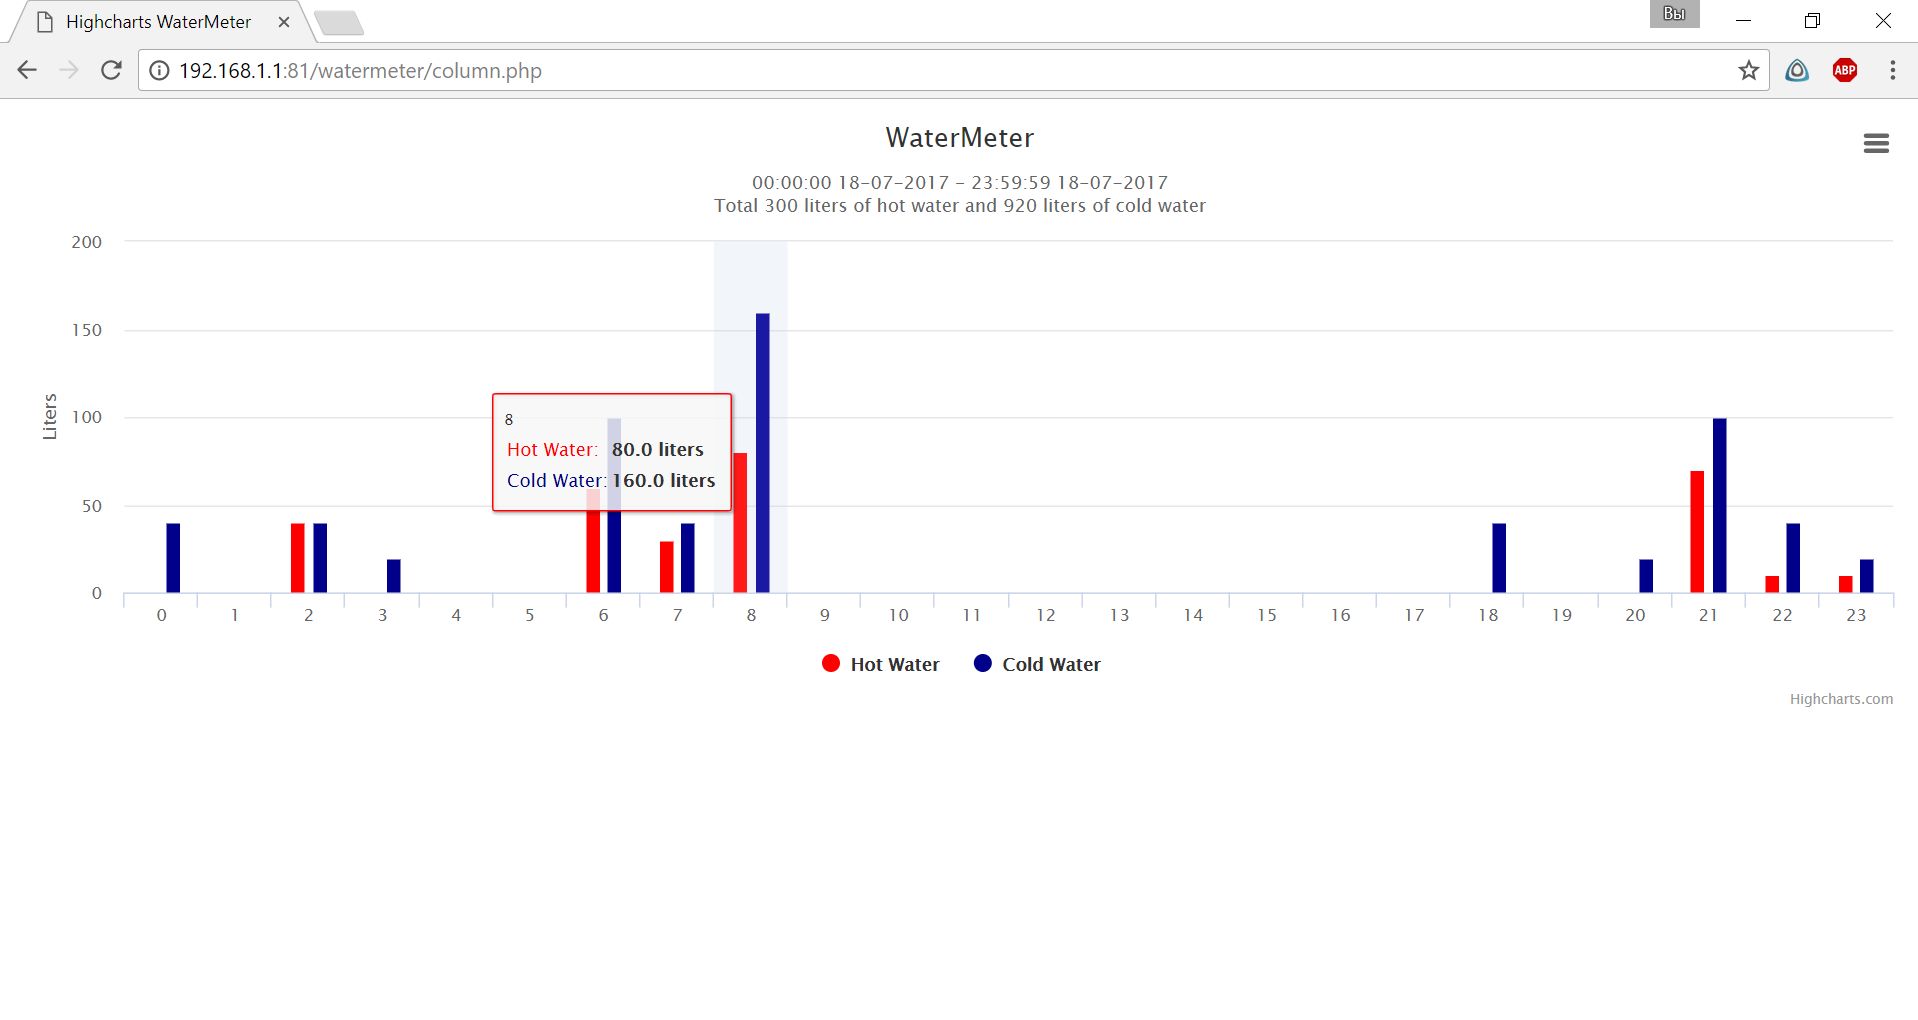 Highcharts WaterMeter
Вы
192.168.1.1:81/watermeter/column.php
ABP
WaterMeter
00:00:00 18-07-2017 - 23:59:59 18-07-2017
Total 300 liters of hot water and 920 liters of cold water
200
150
100
50
0
Liters
8
Hot Water: 80.0 liters
Cold Water: 160.0 liters
0 1 2 3 4 5 6 7 8 9 10 11 12 13 14 15 16 17 18 19 20 21 22 23
Hot Water Cold Water
Highcharts.com